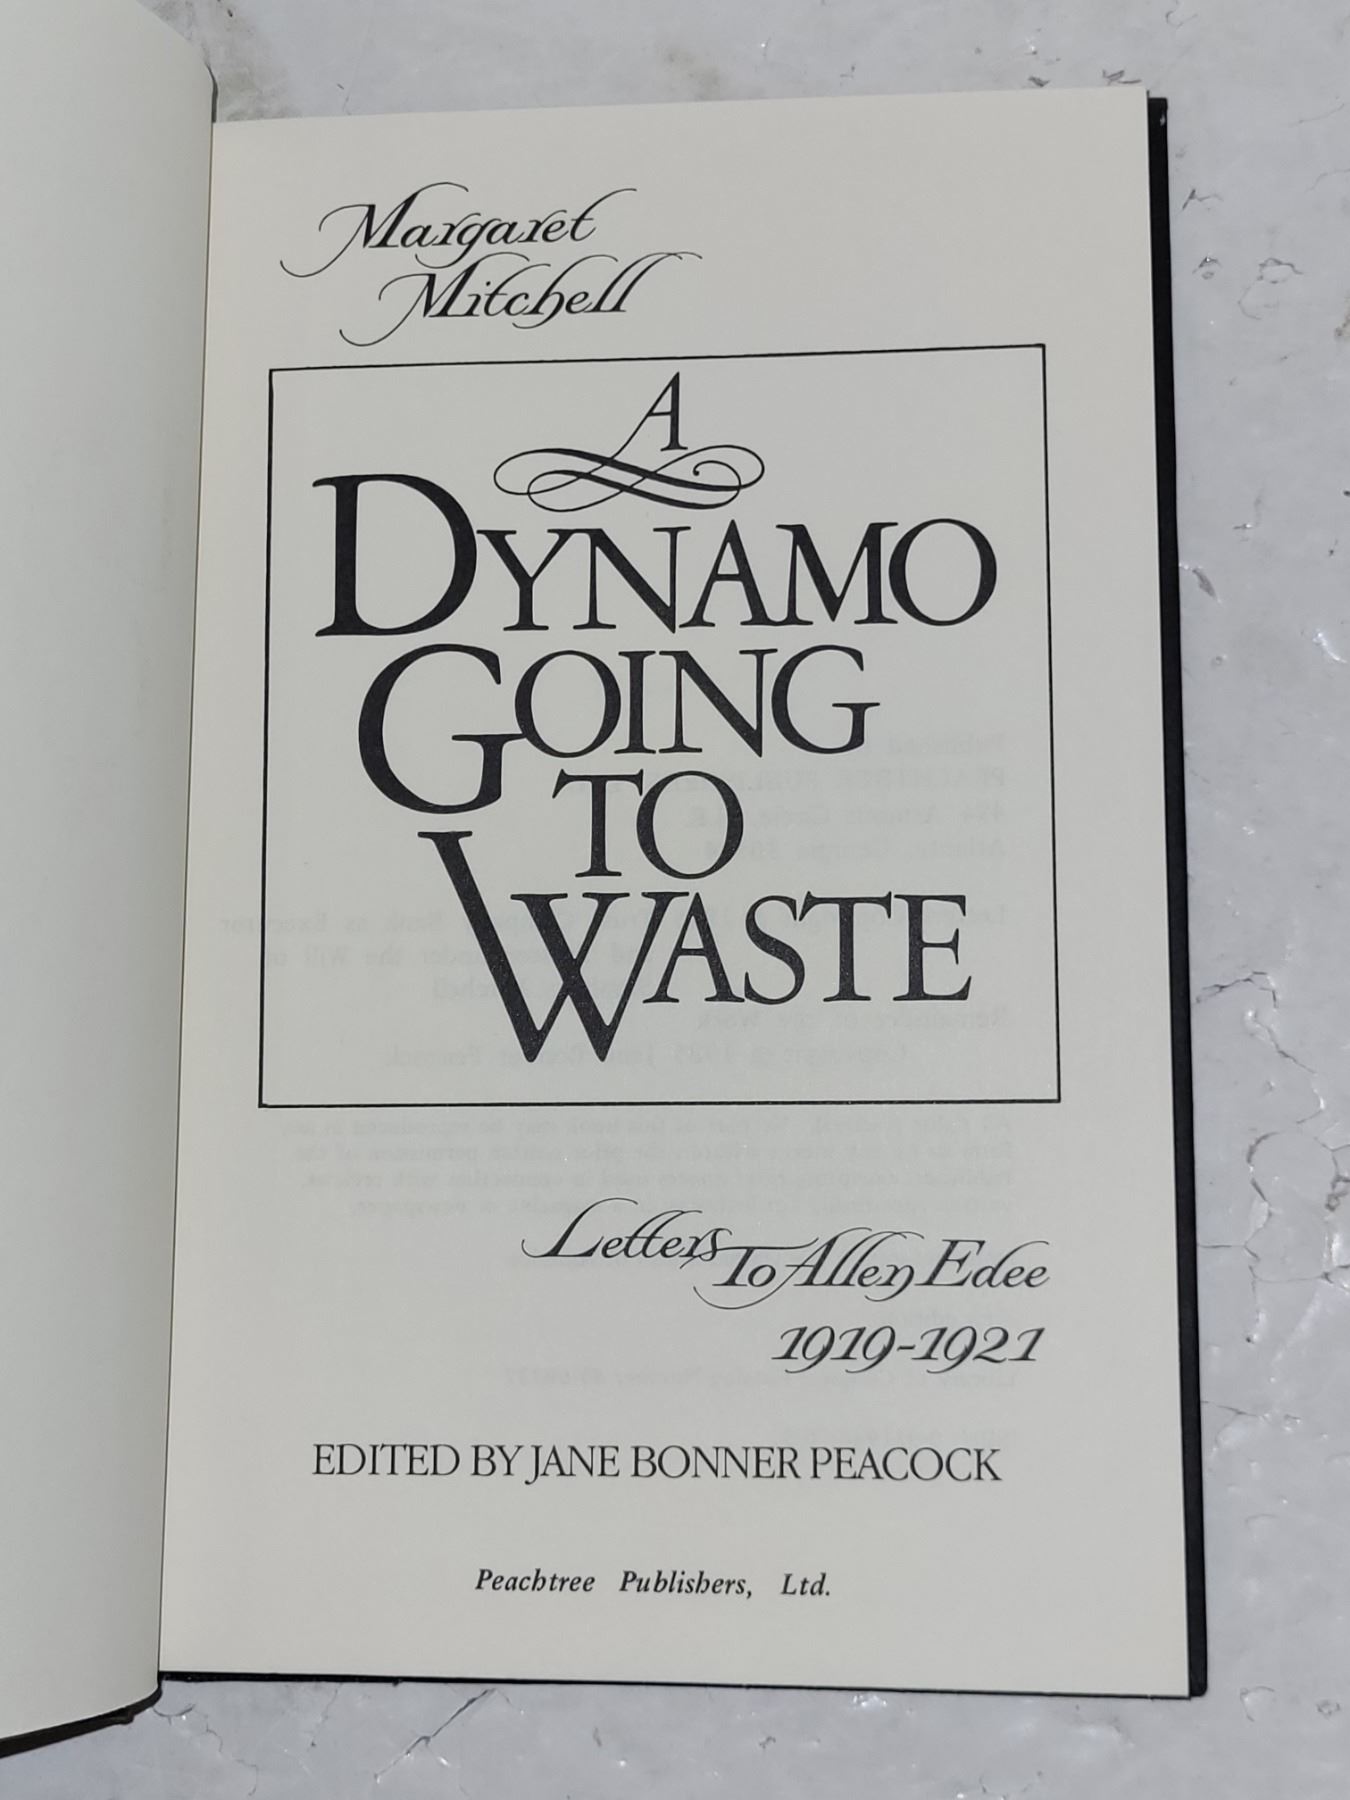 Margaret
Mitchell
A
DYNAMO
GOING
TO
WASTE
Letters To Allen Edee
1919-1921
EDITED BY JANE BONNER PEACOCK
Peachtree Publishers, Ltd.